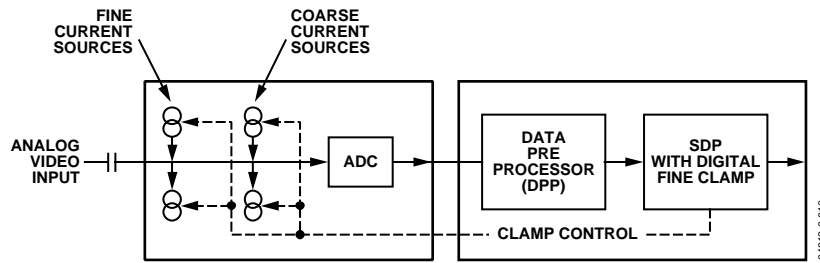 FINE
CURRENT
SOURCES
COARSE
CURRENT
SOURCES
ANALOG
VIDEO
INPUT
ADC
DATA
PRE
PROCESSOR
(DPP)
SDP
WITH DIGITAL
FINE CLAMP
CLAMP CONTROL